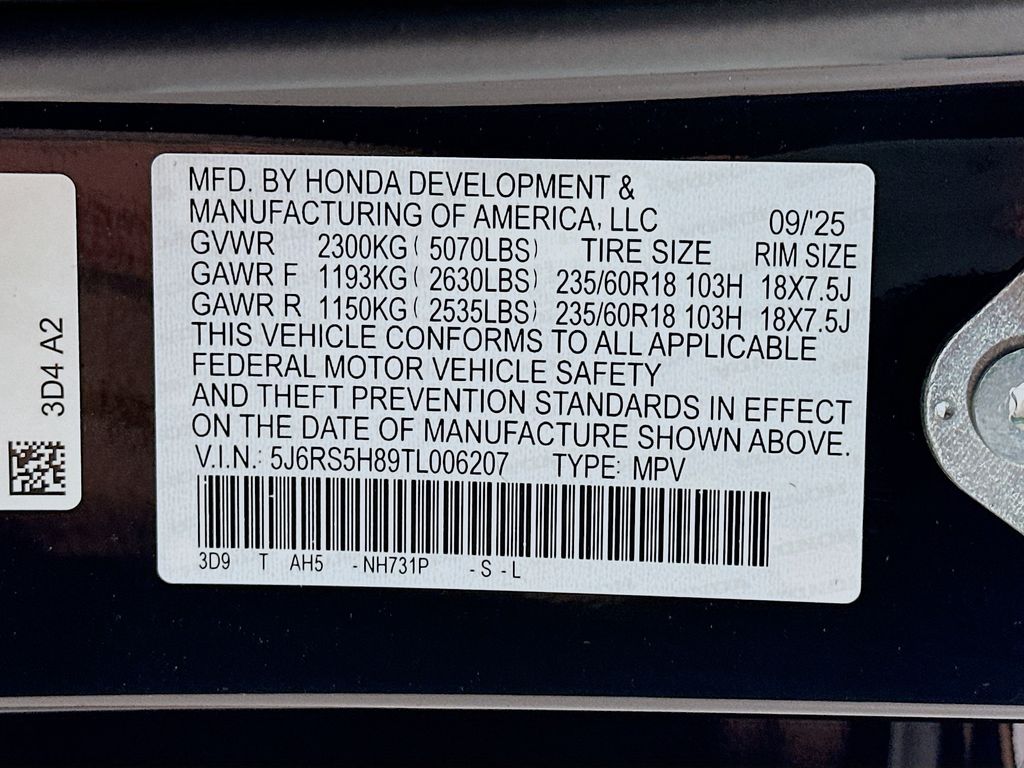 MFD. BY HONDA DEVELOPMENT &
MANUFACTURING OF AMERICA, LLC 09/'25
GVWR 2300KG ( 5070LBS) TIRE SIZE RIM SIZE
GAWR F 1193KG ( 2630LBS) 235/60R18 103H 18X7.5J
GAWR R 1150KG ( 2535LBS) 235/60R18 103H 18X7.5J
THIS VEHICLE CONFORMS TO ALL APPLICABLE
FEDERAL MOTOR VEHICLE SAFETY
AND THEFT PREVENTION STANDARDS IN EFFECT
ON THE DATE OF MANUFACTURE SHOWN ABOVE.
V.I.N.: 5J6RS5H89TL006207 TYPE: MPV
3D9 T AH5 -NH731P -S -L
3D4 A2